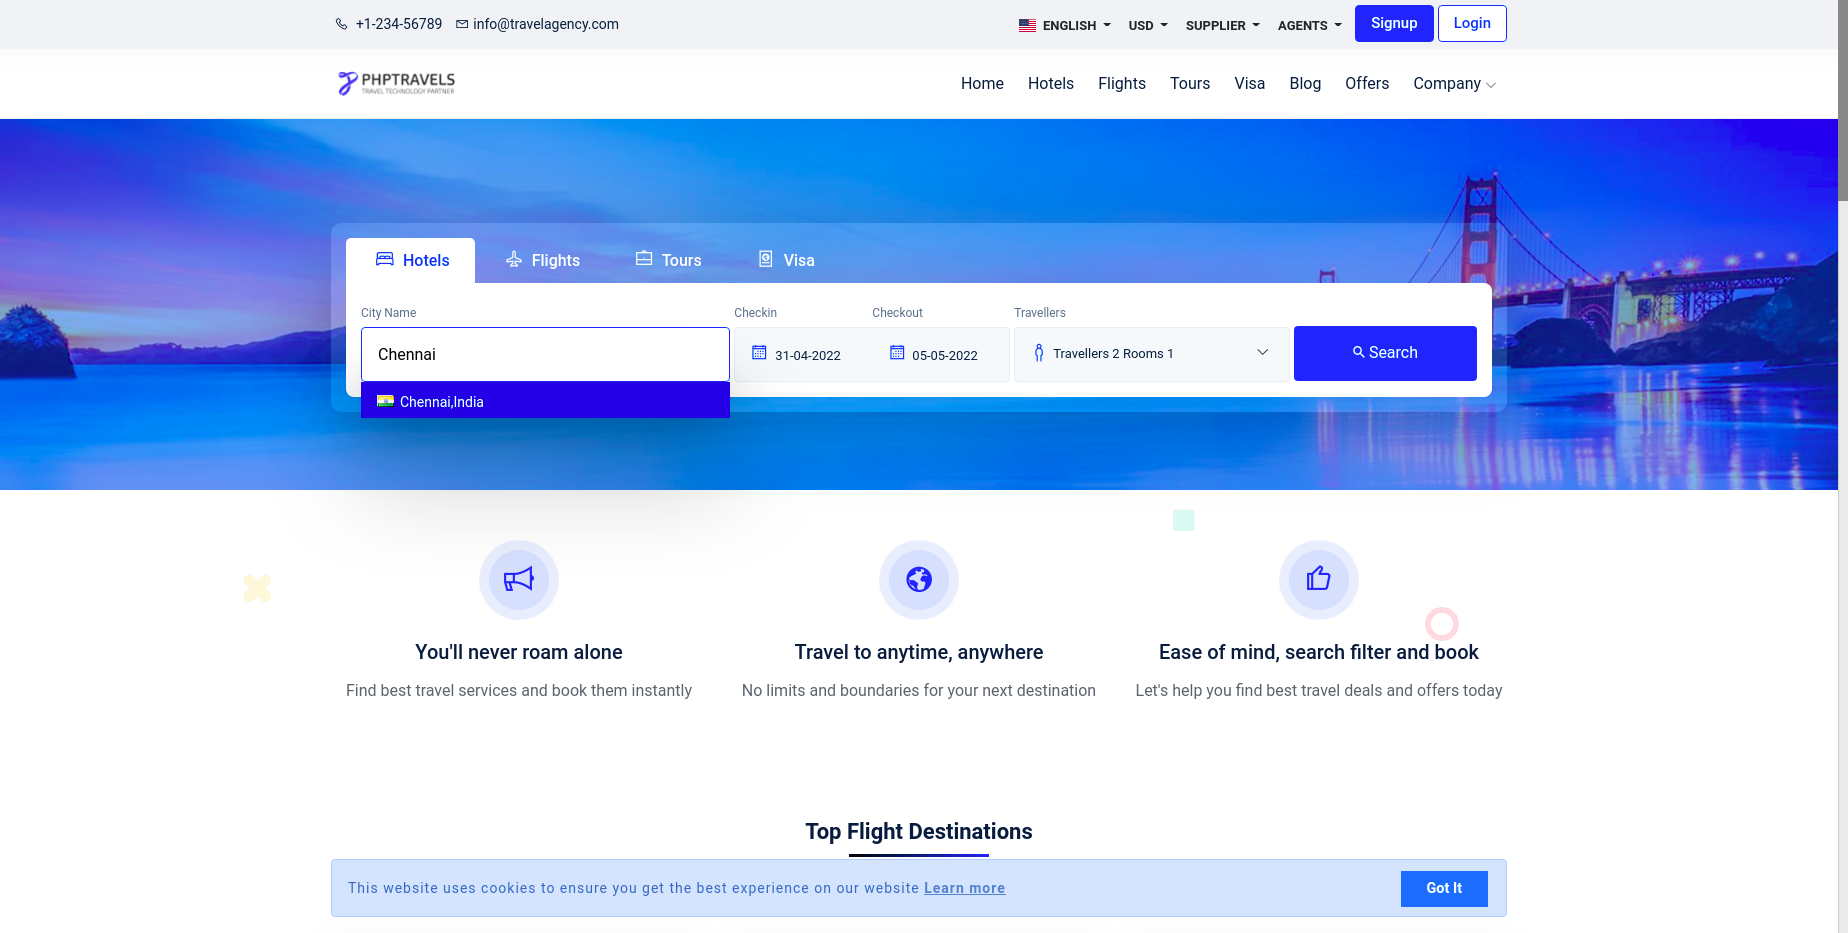 +1-234-56789 info@travelagency.com ENGLISH USD SUPPLIER AGENTS Signup Login
PHPTRAVELS
TRAVEL TECHNOLOGY PARTNER
Home Hotels Flights Tours Visa Blog Offers Company
Hotels Flights Tours Visa
City Name Checkin Checkout Travellers
Chennai 31-04-2022 05-05-2022 Travellers 2 Rooms 1 Search
Chennai,India
You'll never roam alone Travel to anytime, anywhere Ease of mind, search filter and book
Find best travel services and book them instantly No limits and boundaries for your next destination Let's help you find best travel deals and offers today
Top Flight Destinations
This website uses cookies to ensure you get the best experience on our website Learn more Got It